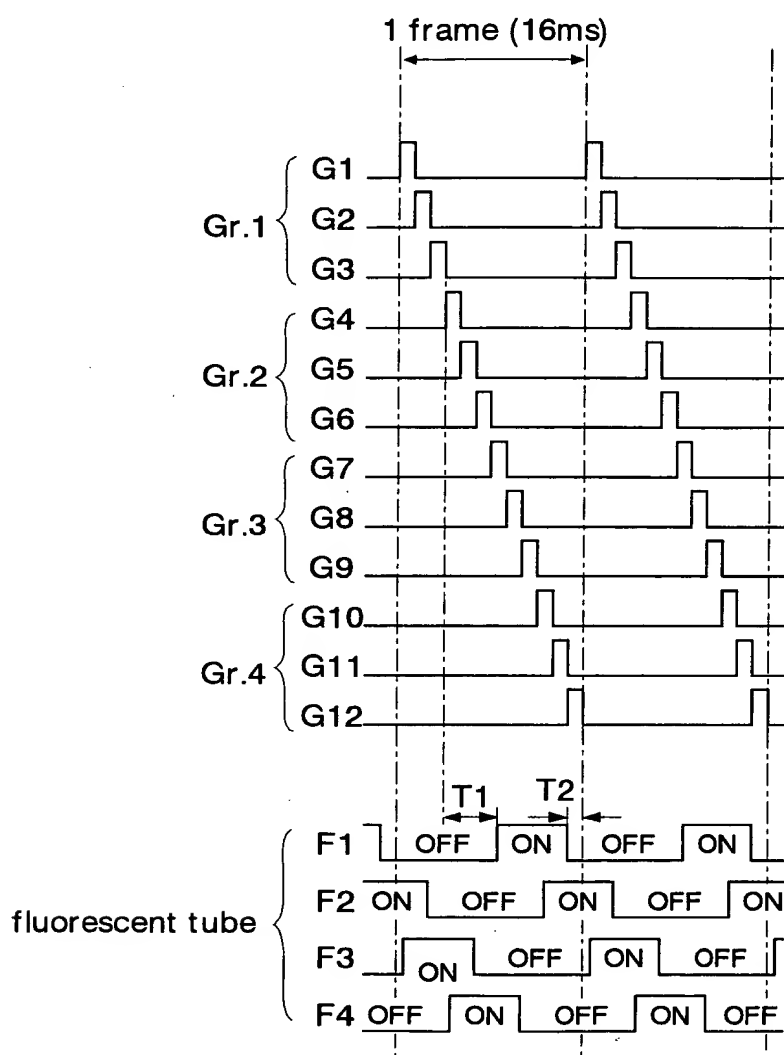 1 frame (16ms)
G1
Gr.1 G2
G3
G4
Gr.2 G5
G6
G7
Gr.3 G8
G9
G10
Gr.4 G11
G12
T1 T2
F1 OFF ON OFF ON
F2 ON OFF ON OFF ON
fluorescent tube
F3 ON OFF ON OFF
F4 OFF ON OFF ON OFF